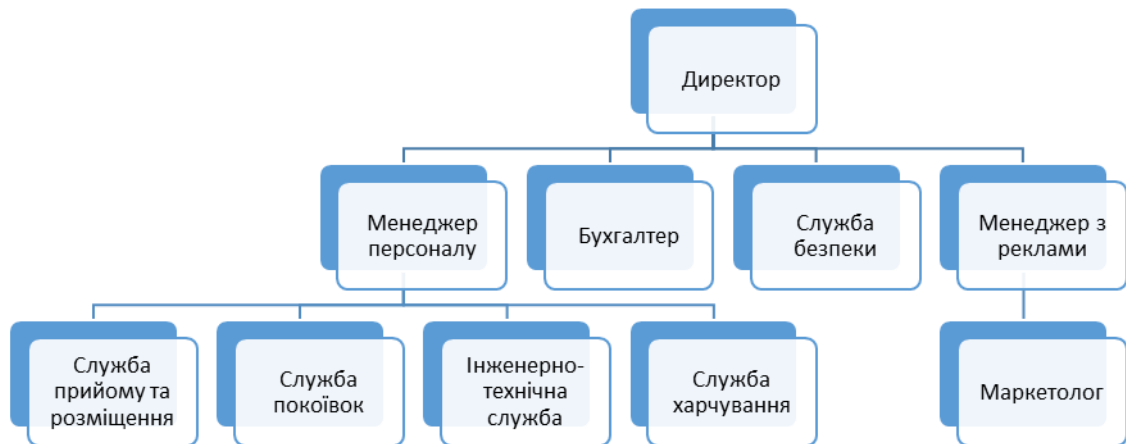 Директор
Менеджер
персоналу
Бухгалтер
Служба
безпеки
Менеджер з
реклами
Служба
прийому та
розміщення
Служба
покоївок
Інженерно-
технічна
служба
Служба
харчування
Маркетолог